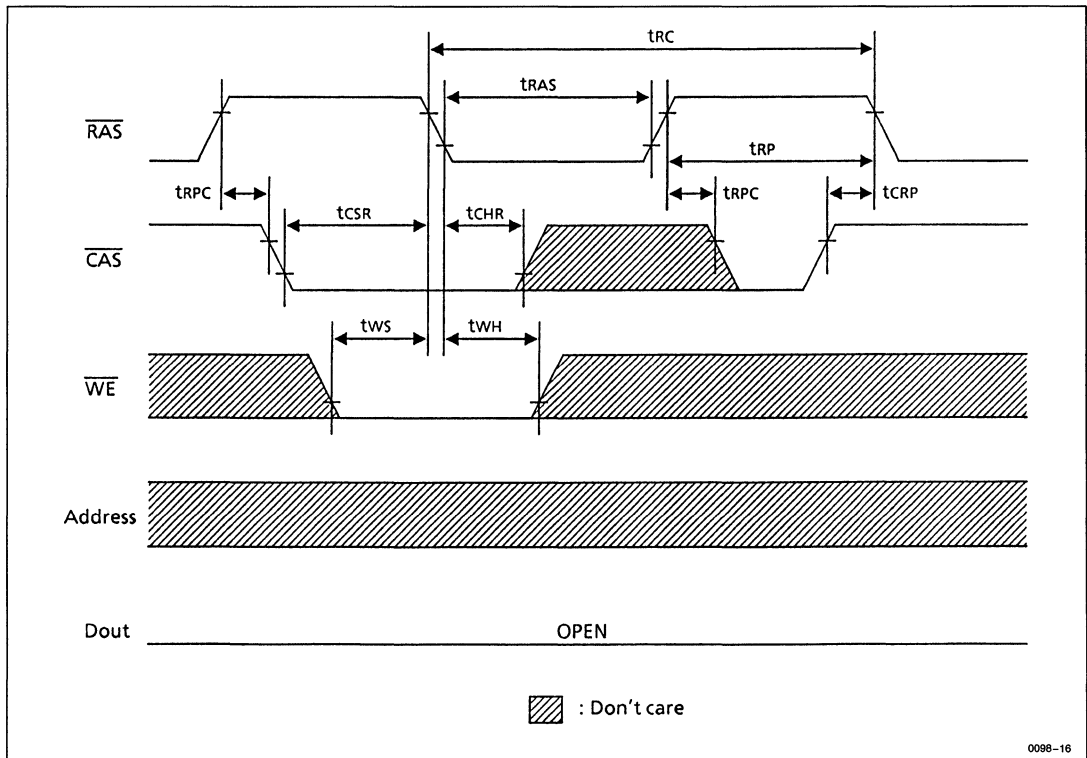 tRC
tRAS
RAS
tRP
tRPC
tRPC
tCRP
tCSR
tCHR
CAS
tWS
tWH
WE
Address
Dout
OPEN
: Don't care
0098-16